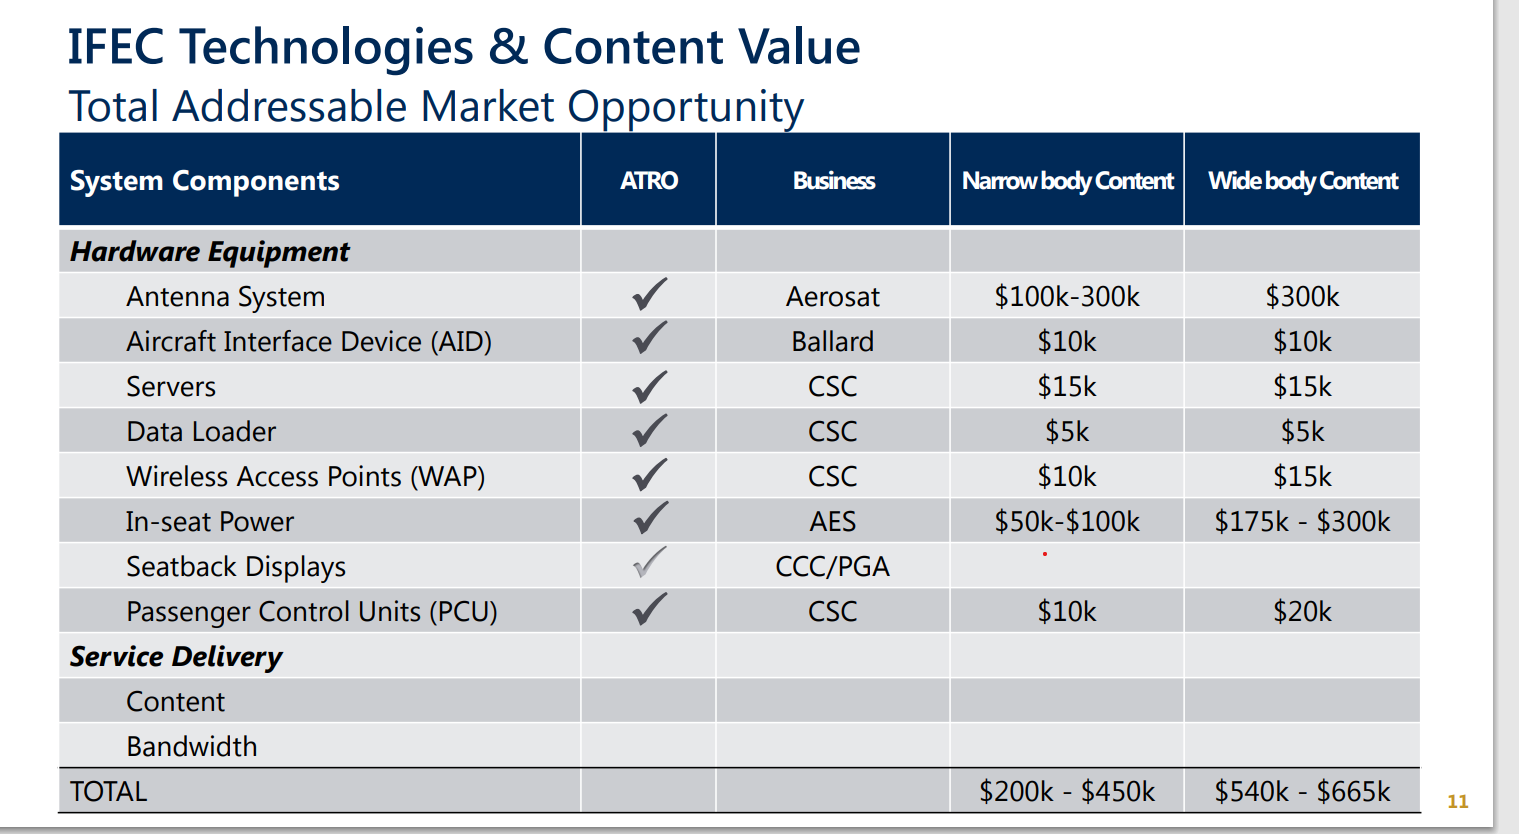 IFEC Technologies & Content Value
Total Addressable Market Opportunity
System Components ATRO Business Narrow body Content Wide body Content
Hardware Equipment
Antenna System Aerosat $100k-300k $300k
Aircraft Interface Device (AID) Ballard $10k $10k
Servers CSC $15k $15k
Data Loader CSC $5k $5k
Wireless Access Points (WAP) CSC $10k $15k
In-seat Power AES $50k-$100k $175k - $300k
Seatback Displays CCC/PGA
Passenger Control Units (PCU) CSC $10k $20k
Service Delivery
Content
Bandwidth
TOTAL $200k - $450k $540k - $665k
11